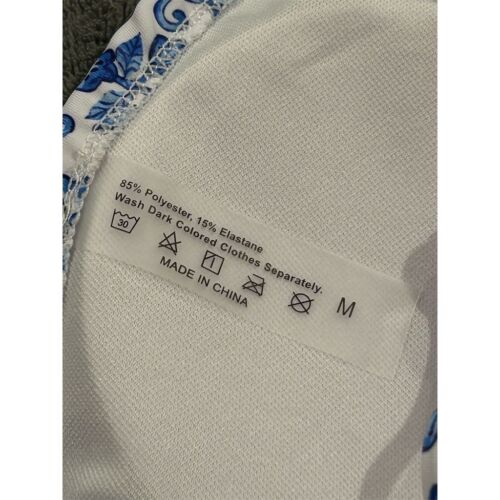 85% Polyester, 15% Elastane
Wash Dark Colored Clothes Separately.
30
MADE IN CHINA
M